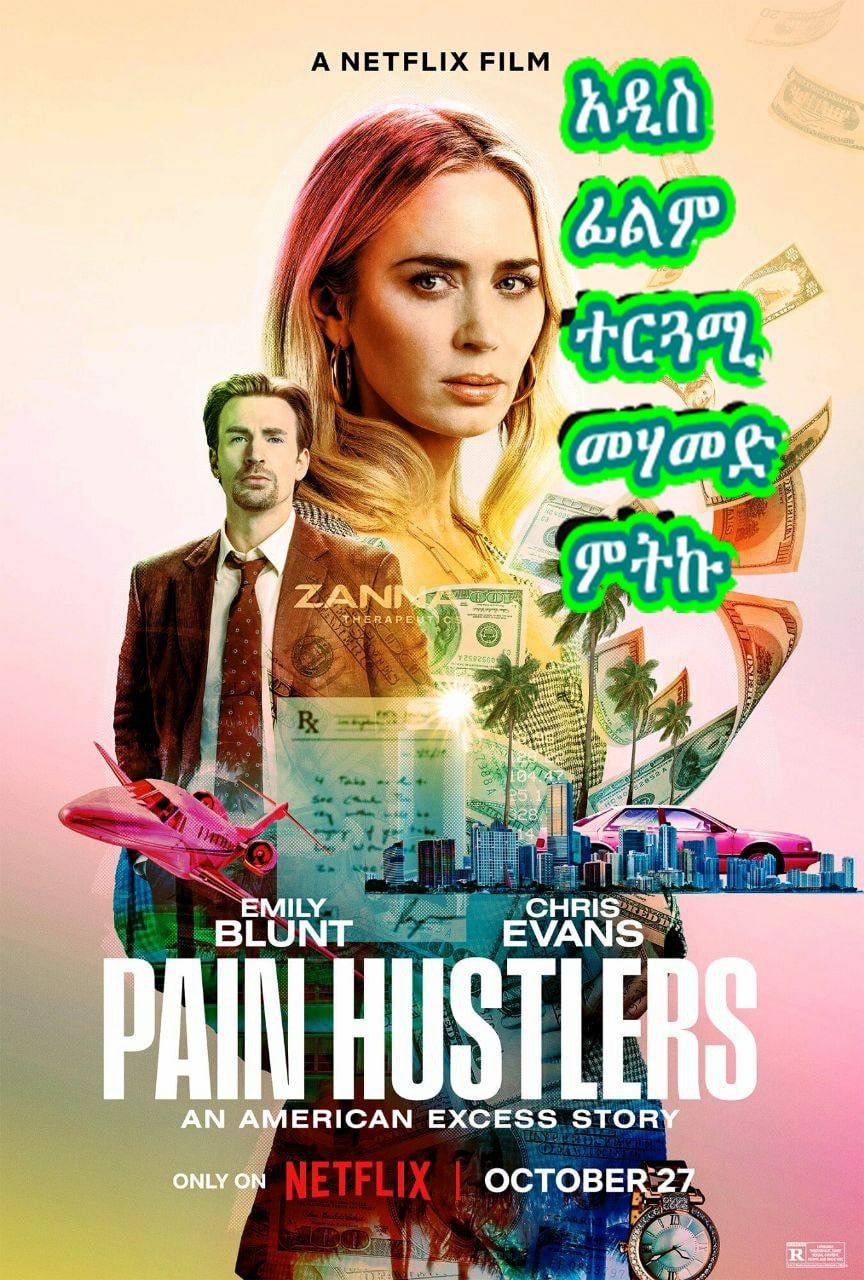 A NETFLIX FILM
አዲስ
ፊልም
ተርጓሚ
መሃመድ
ምትኩ
ZANNA
THERAPEUTICS
Rx
EMILY BLUNT
CHRIS EVANS
PAIN HUSTLERS
AN AMERICAN EXCESS STORY
ONLY ON NETFLIX | OCTOBER 27
R